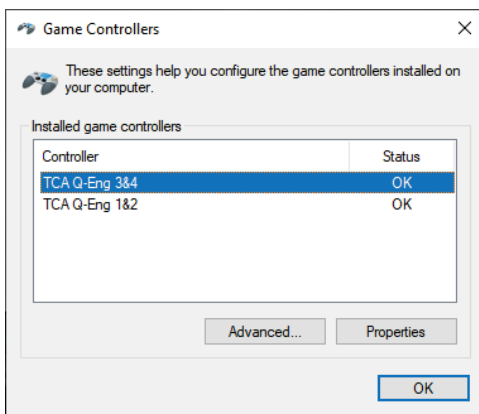 Game Controllers
These settings help you configure the game controllers installed on
your computer.
Installed game controllers
Controller Status
TCA Q-Eng 3&4 OK
TCA Q-Eng 1&2 OK
Advanced... Properties
OK